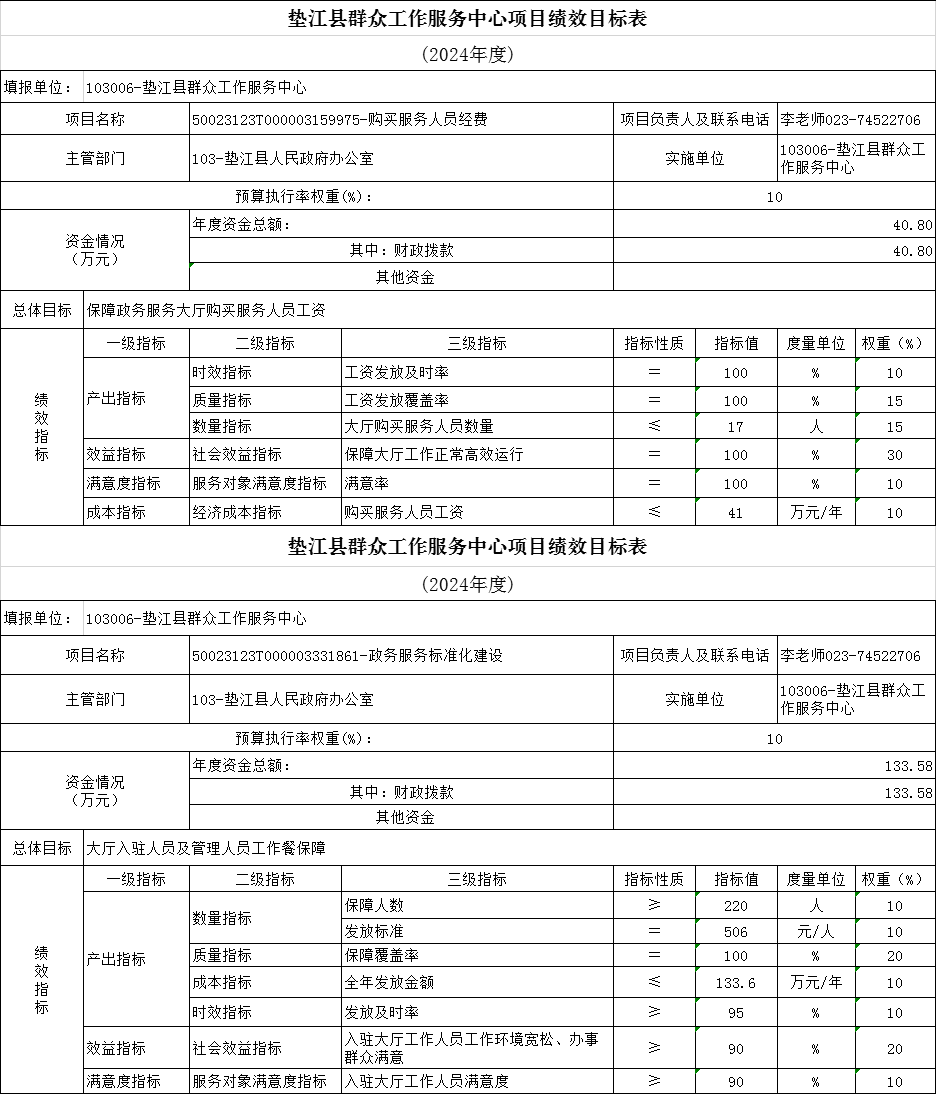 垫江县群众工作服务中心项目绩效目标表
(2024年度)
填报单位： 103006-垫江县群众工作服务中心
项目名称 50023123T000003159975-购买服务人员经费 项目负责人及联系电话 李老师023-74522706
主管部门 103-垫江县人民政府办公室 实施单位 103006-垫江县群众工
作服务中心
预算执行率权重(%)： 10
资金情况
（万元）
年度资金总额： 40.80
其中：财政拨款 40.80
其他资金
总体目标 保障政务服务大厅购买服务人员工资
绩效指标
一级指标 二级指标 三级指标 指标性质 指标值 度量单位 权重（%）
产出指标
时效指标 工资发放及时率 ＝ 100 % 10
质量指标 工资发放覆盖率 ＝ 100 % 15
数量指标 大厅购买服务人员数量 ≤ 17 人 15
效益指标 社会效益指标 保障大厅工作正常高效运行 ＝ 100 % 30
满意度指标 服务对象满意度指标 满意率 ＝ 100 % 10
成本指标 经济成本指标 购买服务人员工资 ≤ 41 万元/年 10
垫江县群众工作服务中心项目绩效目标表
(2024年度)
填报单位： 103006-垫江县群众工作服务中心
项目名称 50023123T000003331861-政务服务标准化建设 项目负责人及联系电话 李老师023-74522706
主管部门 103-垫江县人民政府办公室 实施单位 103006-垫江县群众工
作服务中心
预算执行率权重(%)： 10
资金情况
（万元）
年度资金总额： 133.58
其中：财政拨款 133.58
其他资金
总体目标 大厅入驻人员及管理人员工作餐保障
绩效指标
一级指标 二级指标 三级指标 指标性质 指标值 度量单位 权重（%）
产出指标
数量指标
保障人数 ≥ 220 人 10
发放标准 ＝ 506 元/人 10
质量指标 保障覆盖率 ＝ 100 % 20
成本指标 全年发放金额 ≤ 133.6 万元/年 10
时效指标 发放及时率 ≥ 95 % 10
效益指标 社会效益指标 入驻大厅工作人员工作环境宽松、办事
群众满意 ≥ 90 % 20
满意度指标 服务对象满意度指标 入驻大厅工作人员满意度 ≥ 90 % 10